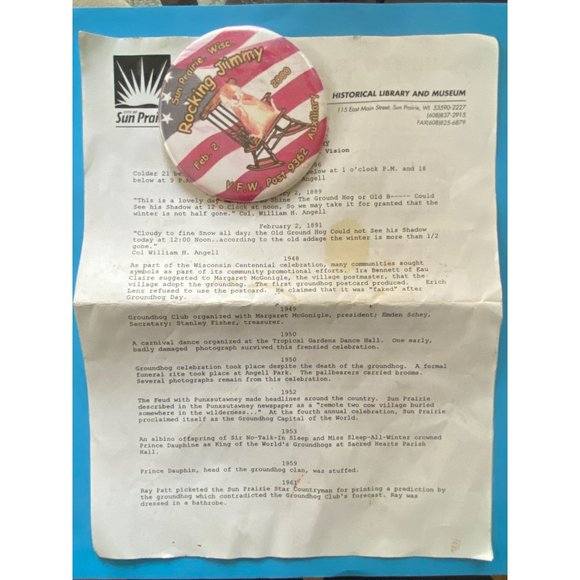 Sun Prairie Wisc
Rocking Jimmy
2000
Feb. 2
V.F.W Post 9362 Auxiliary
CITY OF
Sun Prai
HISTORICAL LIBRARY AND MUSEUM
115 East Main Street, Sun Prairie, WI 53590-2227
(608)837-2915
FAX(608)825-6879
Vision
Colder 21 be
low at 1 o'clock P.M. and 18
below at 9 P.M.
gell
2, 1889
"This is a lovely day
Shine The Ground Hog or Old B----- Could
See his Shadow at 12 O Clock at noon, So we may take it for granted that the
winter is not half gone." Col. William H. Angell
February 2, 1891
"Cloudy to fine Snow all day; the Old Ground Hog Could not See his Shadow
today at 12:00 Noon..according to the old addage the winter is more than 1/2
gone."
Col William H. Angell
1948
As part of the Wisconsin Centennial celebration, many communities sought
symbols as part of its community promotional efforts. Ira Bennett of Eau
Claire suggested to Margaret McGonigle, the village postmaster, that the
village adopt the groundhog. The first groundhog postcard produced. Erich
Lenz refused to use the postcard. He claimed that it was "faked" after
Groundhog Day.
1949
Groundhog Club organized with Margaret McGonigle, president; Emden Schey,
Secretary; Stanley Fisher, treasurer.
1950
A carnival dance organized at the Tropical Gardens Dance Hall. One early,
badly damaged photograph survived this frenzied celebration.
1950
Groundhog celebration took place despite the death of the groundhog. A formal
funeral rite took place at Angell Park. The pallbearers carried brooms.
Several photographs remain from this celebration.
1952
The Feud with Punxsutawney made headlines around the country. Sun Prairie
described in the Punxsutawney newspaper as a "remote two cow village buried
somewhere in the wilderness..." At the fourth annual celebration, Sun Prairie
proclaimed itself as the Groundhog Capital of the World.
1953
An albino offspring of Sir No-Talk-In Sleep and Miss Sleep-All-Winter crowned
Prince Dauphine as King of the World's Groundhogs at Sacred Hearts Parish
Hall.
1959
Prince Dauphin, head of the groundhog clan, was stuffed.
1961
Ray Patt picketed the Sun Prairie Star Countryman for printing a prediction by
the groundhog which contradicted the Groundhog Club's forecast. Ray was
dressed in a bathrobe.